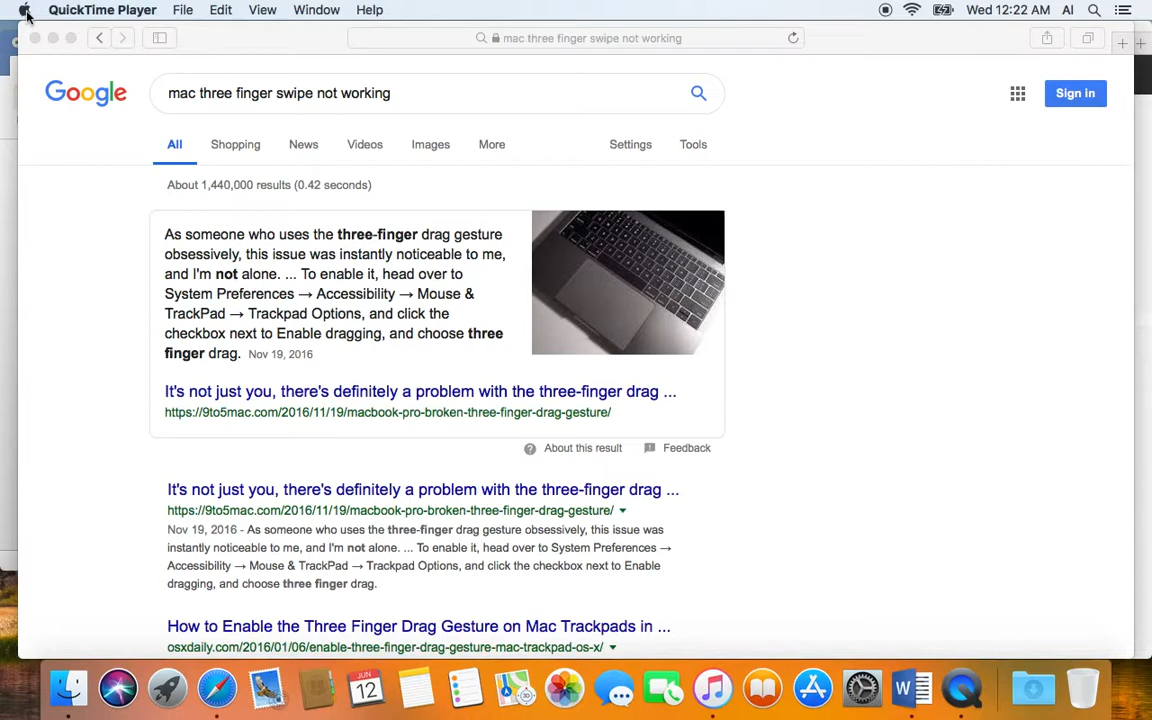 QuickTime Player File Edit View Window Help Wed 12:22 AM Al
mac three finger swipe not working
Google mac three finger swipe not working Sign in
All Shopping News Videos Images More Settings Tools
About 1,440,000 results (0.42 seconds)
As someone who uses the three-finger drag gesture
obsessively, this issue was instantly noticeable to me,
and I'm not alone. ... To enable it, head over to
System Preferences → Accessibility → Mouse &
TrackPad → Trackpad Options, and click the
checkbox next to Enable dragging, and choose three
finger drag. Nov 19, 2016
It's not just you, there's definitely a problem with the three-finger drag ...
https://9to5mac.com/2016/11/19/macbook-pro-broken-three-finger-drag-gesture/
About this result Feedback
It's not just you, there's definitely a problem with the three-finger drag ...
https://9to5mac.com/2016/11/19/macbook-pro-broken-three-finger-drag-gesture/
Nov 19, 2016 - As someone who uses the three-finger drag gesture obsessively, this issue was
instantly noticeable to me, and I'm not alone. ... To enable it, head over to System Preferences →
Accessibility → Mouse & TrackPad → Trackpad Options, and click the checkbox next to Enable
dragging, and choose three finger drag.
How to Enable the Three Finger Drag Gesture on Mac Trackpads in ...
osxdaily.com/2016/01/06/enable-three-finger-drag-gesture-mac-trackpad-os-x/
JUN
12